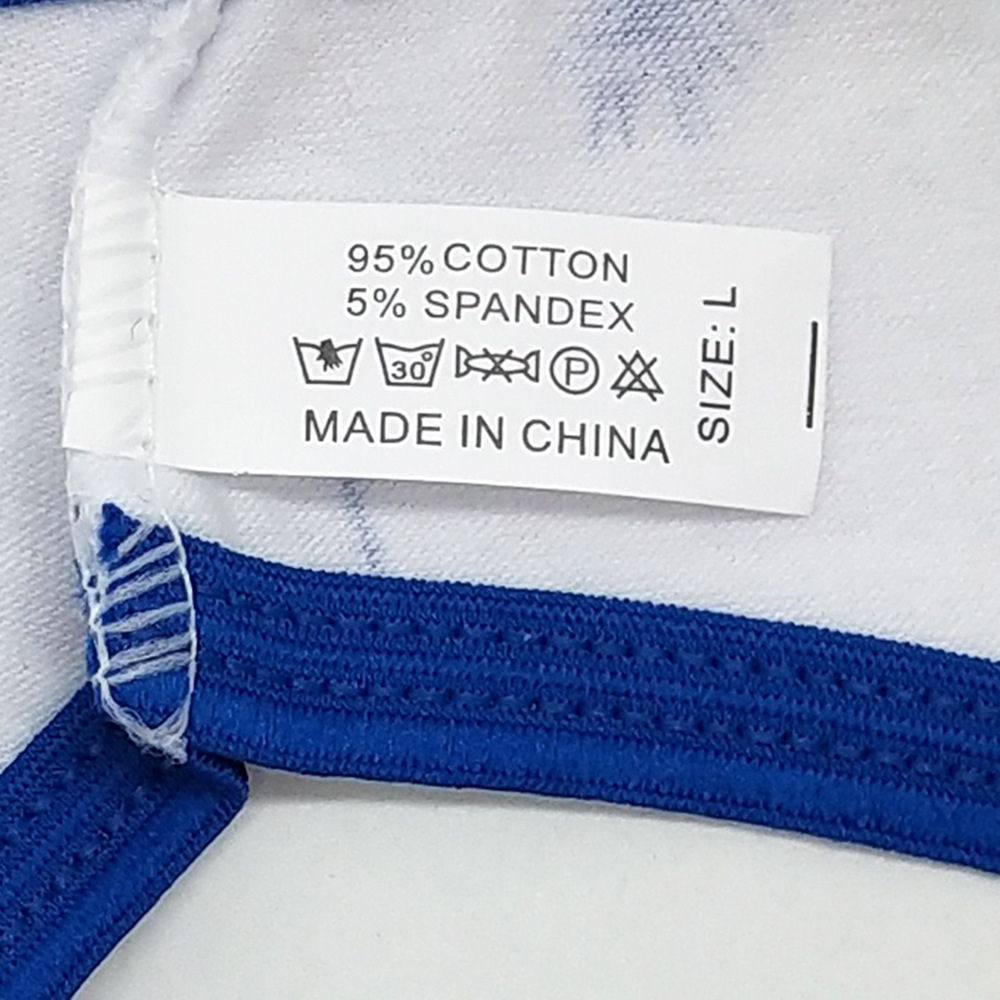 95% COTTON
5% SPANDEX
30°
P
MADE IN CHINA
SIZE: L